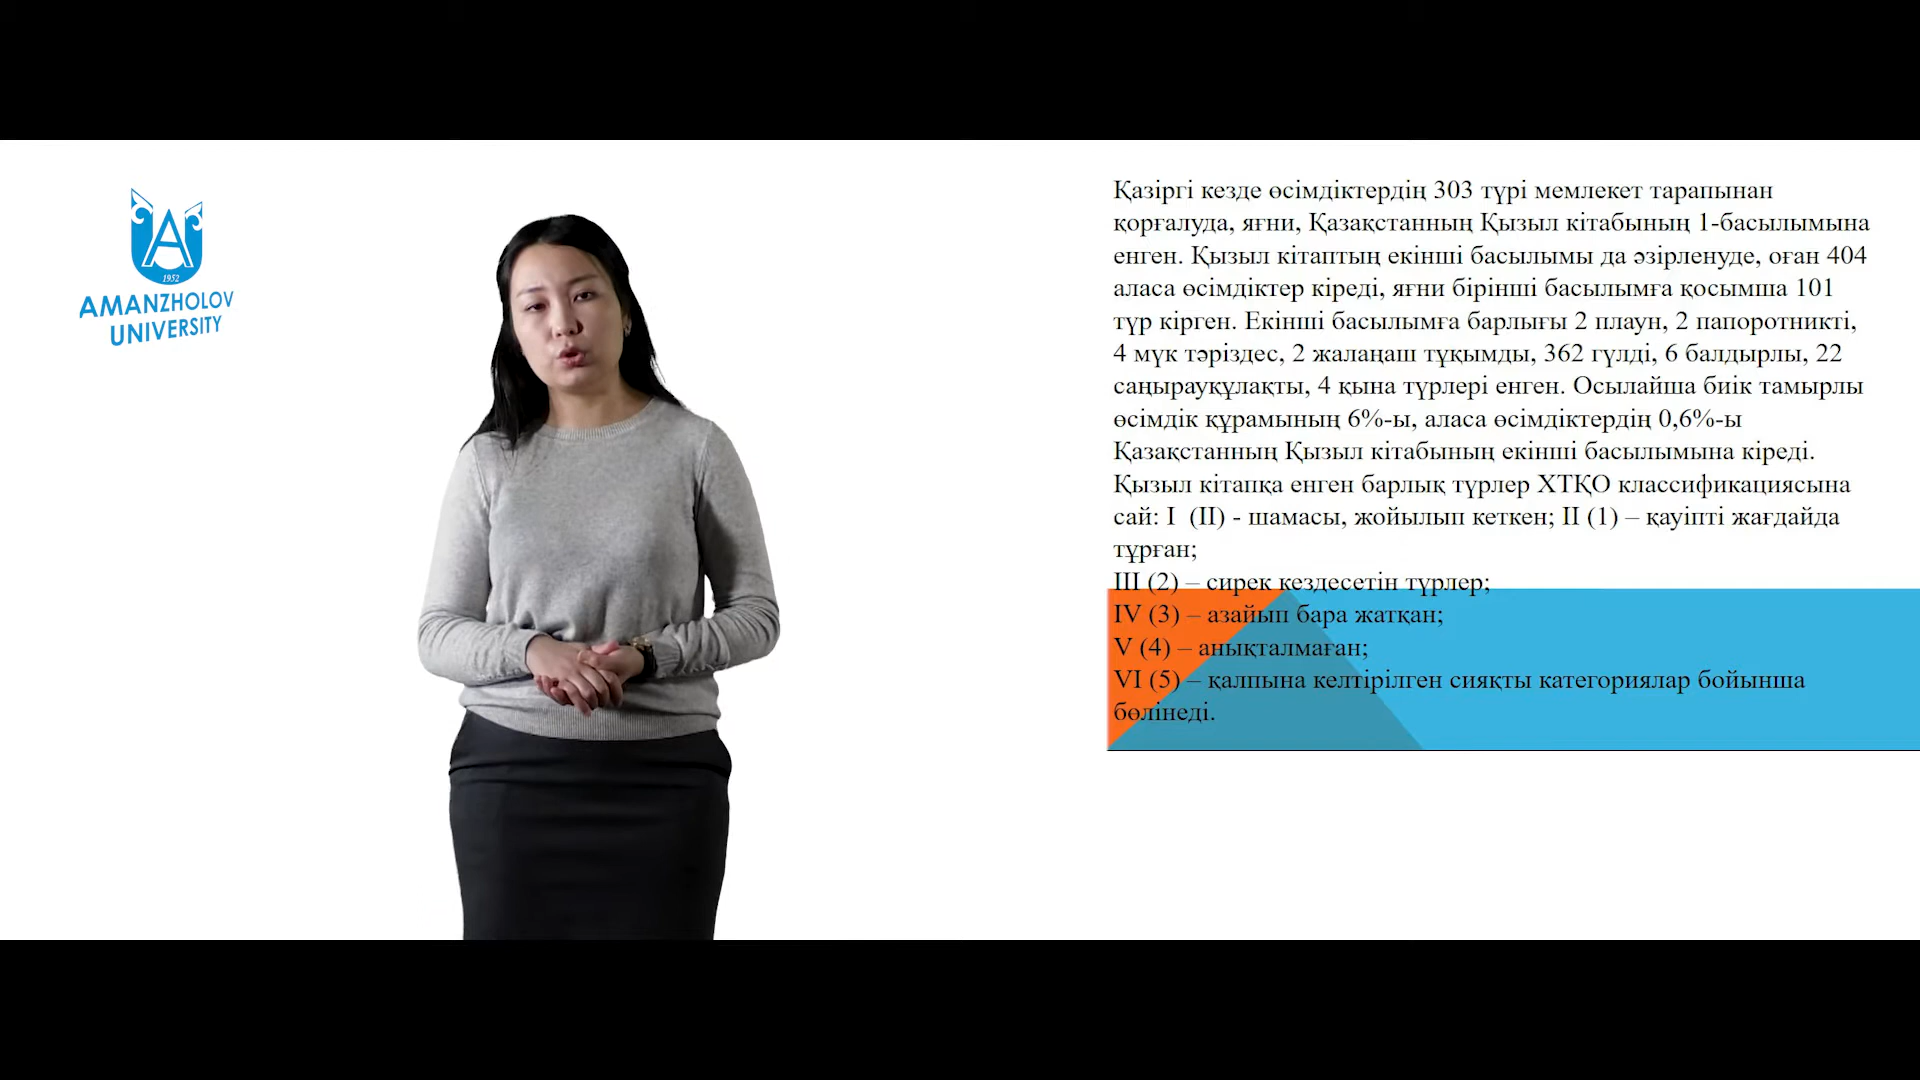 1952
AMANZHOLOV
UNIVERSITY
Қазіргі кезде өсімдіктердің 303 түрі мемлекет тарапынан
қорғалуда, яғни, Қазақстанның Қызыл кітабының 1-басылымына
енген. Қызыл кітаптың екінші басылымы да әзірленуде, оған 404
аласа өсімдіктер кіреді, яғни бірінші басылымға қосымша 101
түр кірген. Екінші басылымға барлығы 2 плаун, 2 папоротникті,
4 мүк тәріздес, 2 жалаңаш тұқымды, 362 гүлді, 6 балдырлы, 22
саңырауқұлақты, 4 қына түрлері енген. Осылайша биік тамырлы
өсімдік құрамының 6%-ы, аласа өсімдіктердің 0,6%-ы
Қазақстанның Қызыл кітабының екінші басылымына кіреді.
Қызыл кітапқа енген барлық түрлер ХТҚО классификациясына
сай: I  (II) - шамасы, жойылып кеткен; II (1) – қауіпті жағдайда
тұрған;
III (2) – сирек кездесетін түрлер;
IV (3) – азайып бара жатқан;
V (4) – анықталмаған;
VI (5) – қалпына келтірілген сияқты категориялар бойынша
бөлінеді.